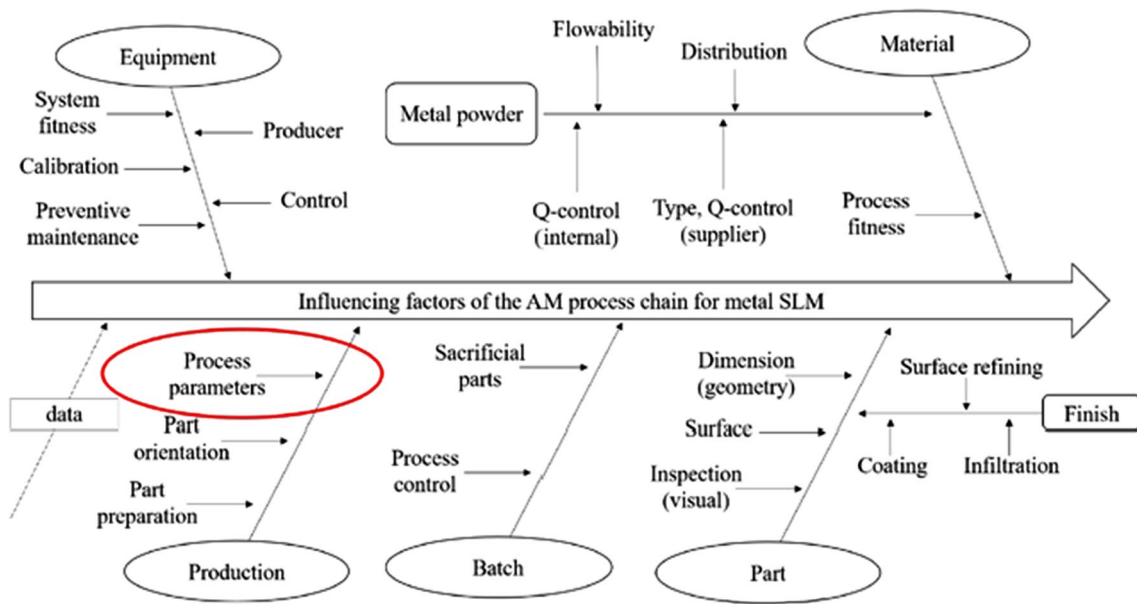 Equipment
System
fitness
Producer
Calibration
Control
Preventive
maintenance
Flowability
Distribution
Material
Metal powder
Q-control
(internal)
Type, Q-control
(supplier)
Process
fitness
Influencing factors of the AM process chain for metal SLM
data
Process
parameters
Part
orientation
Part
preparation
Production
Sacrificial
parts
Process
control
Batch
Dimension
(geometry)
Surface
Inspection
(visual)
Part
Surface refining
Finish
Coating
Infiltration